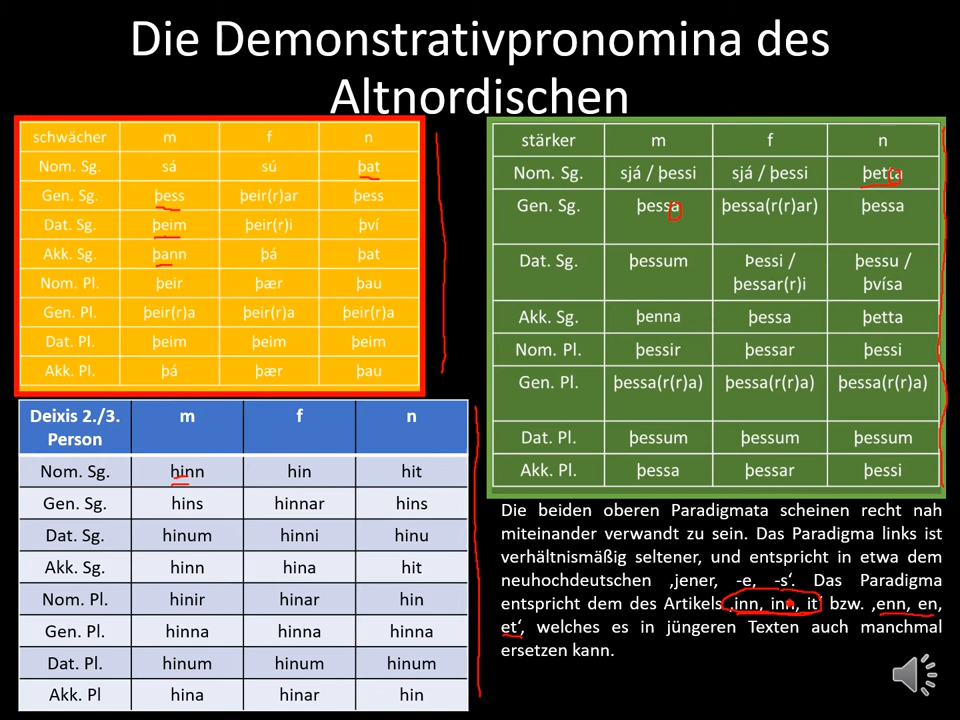 Die Demonstrativpronomina des
Altnordischen
schwächer m f n
Nom. Sg. sá sú þat
Gen. Sg. þess þeir(r)ar þess
Dat. Sg. þeim þeir(r)i því
Akk. Sg. þann þá þat
Nom. Pl. þeir þær þau
Gen. Pl. þeir(r)a þeir(r)a þeir(r)a
Dat. Pl. þeim þeim þeim
Akk. Pl. þá þær þau
stärker m f n
Nom. Sg. sjá / þessi sjá / þessi þetta
Gen. Sg. þessa þessa(r(r)ar) þessa
Dat. Sg. þessum Þessi / þessu /
þessar(r)i þvísa
Akk. Sg. þenna þessa þetta
Nom. Pl. þessir þessar þessi
Gen. Pl. þessa(r(r)a) þessa(r(r)a) þessa(r(r)a)
Dat. Pl. þessum þessum þessum
Akk. Pl. þessa þessar þessi
Deixis 2./3. m f n
Person
Nom. Sg. hinn hin hit
Gen. Sg. hins hinnar hins
Dat. Sg. hinum hinni hinu
Akk. Sg. hinn hina hit
Nom. Pl. hinir hinar hin
Gen. Pl. hinna hinna hinna
Dat. Pl. hinum hinum hinum
Akk. Pl hina hinar hin
Die beiden oberen Paradigmata scheinen recht nah
miteinander verwandt zu sein. Das Paradigma links ist
verhältnismäßig seltener, und entspricht in etwa dem
neuhochdeutschen ‚jener, -e, -s‘. Das Paradigma
entspricht dem des Artikels ‚inn, inn, it‘ bzw. ‚enn, en,
et‘, welches es in jüngeren Texten auch manchmal
ersetzen kann.